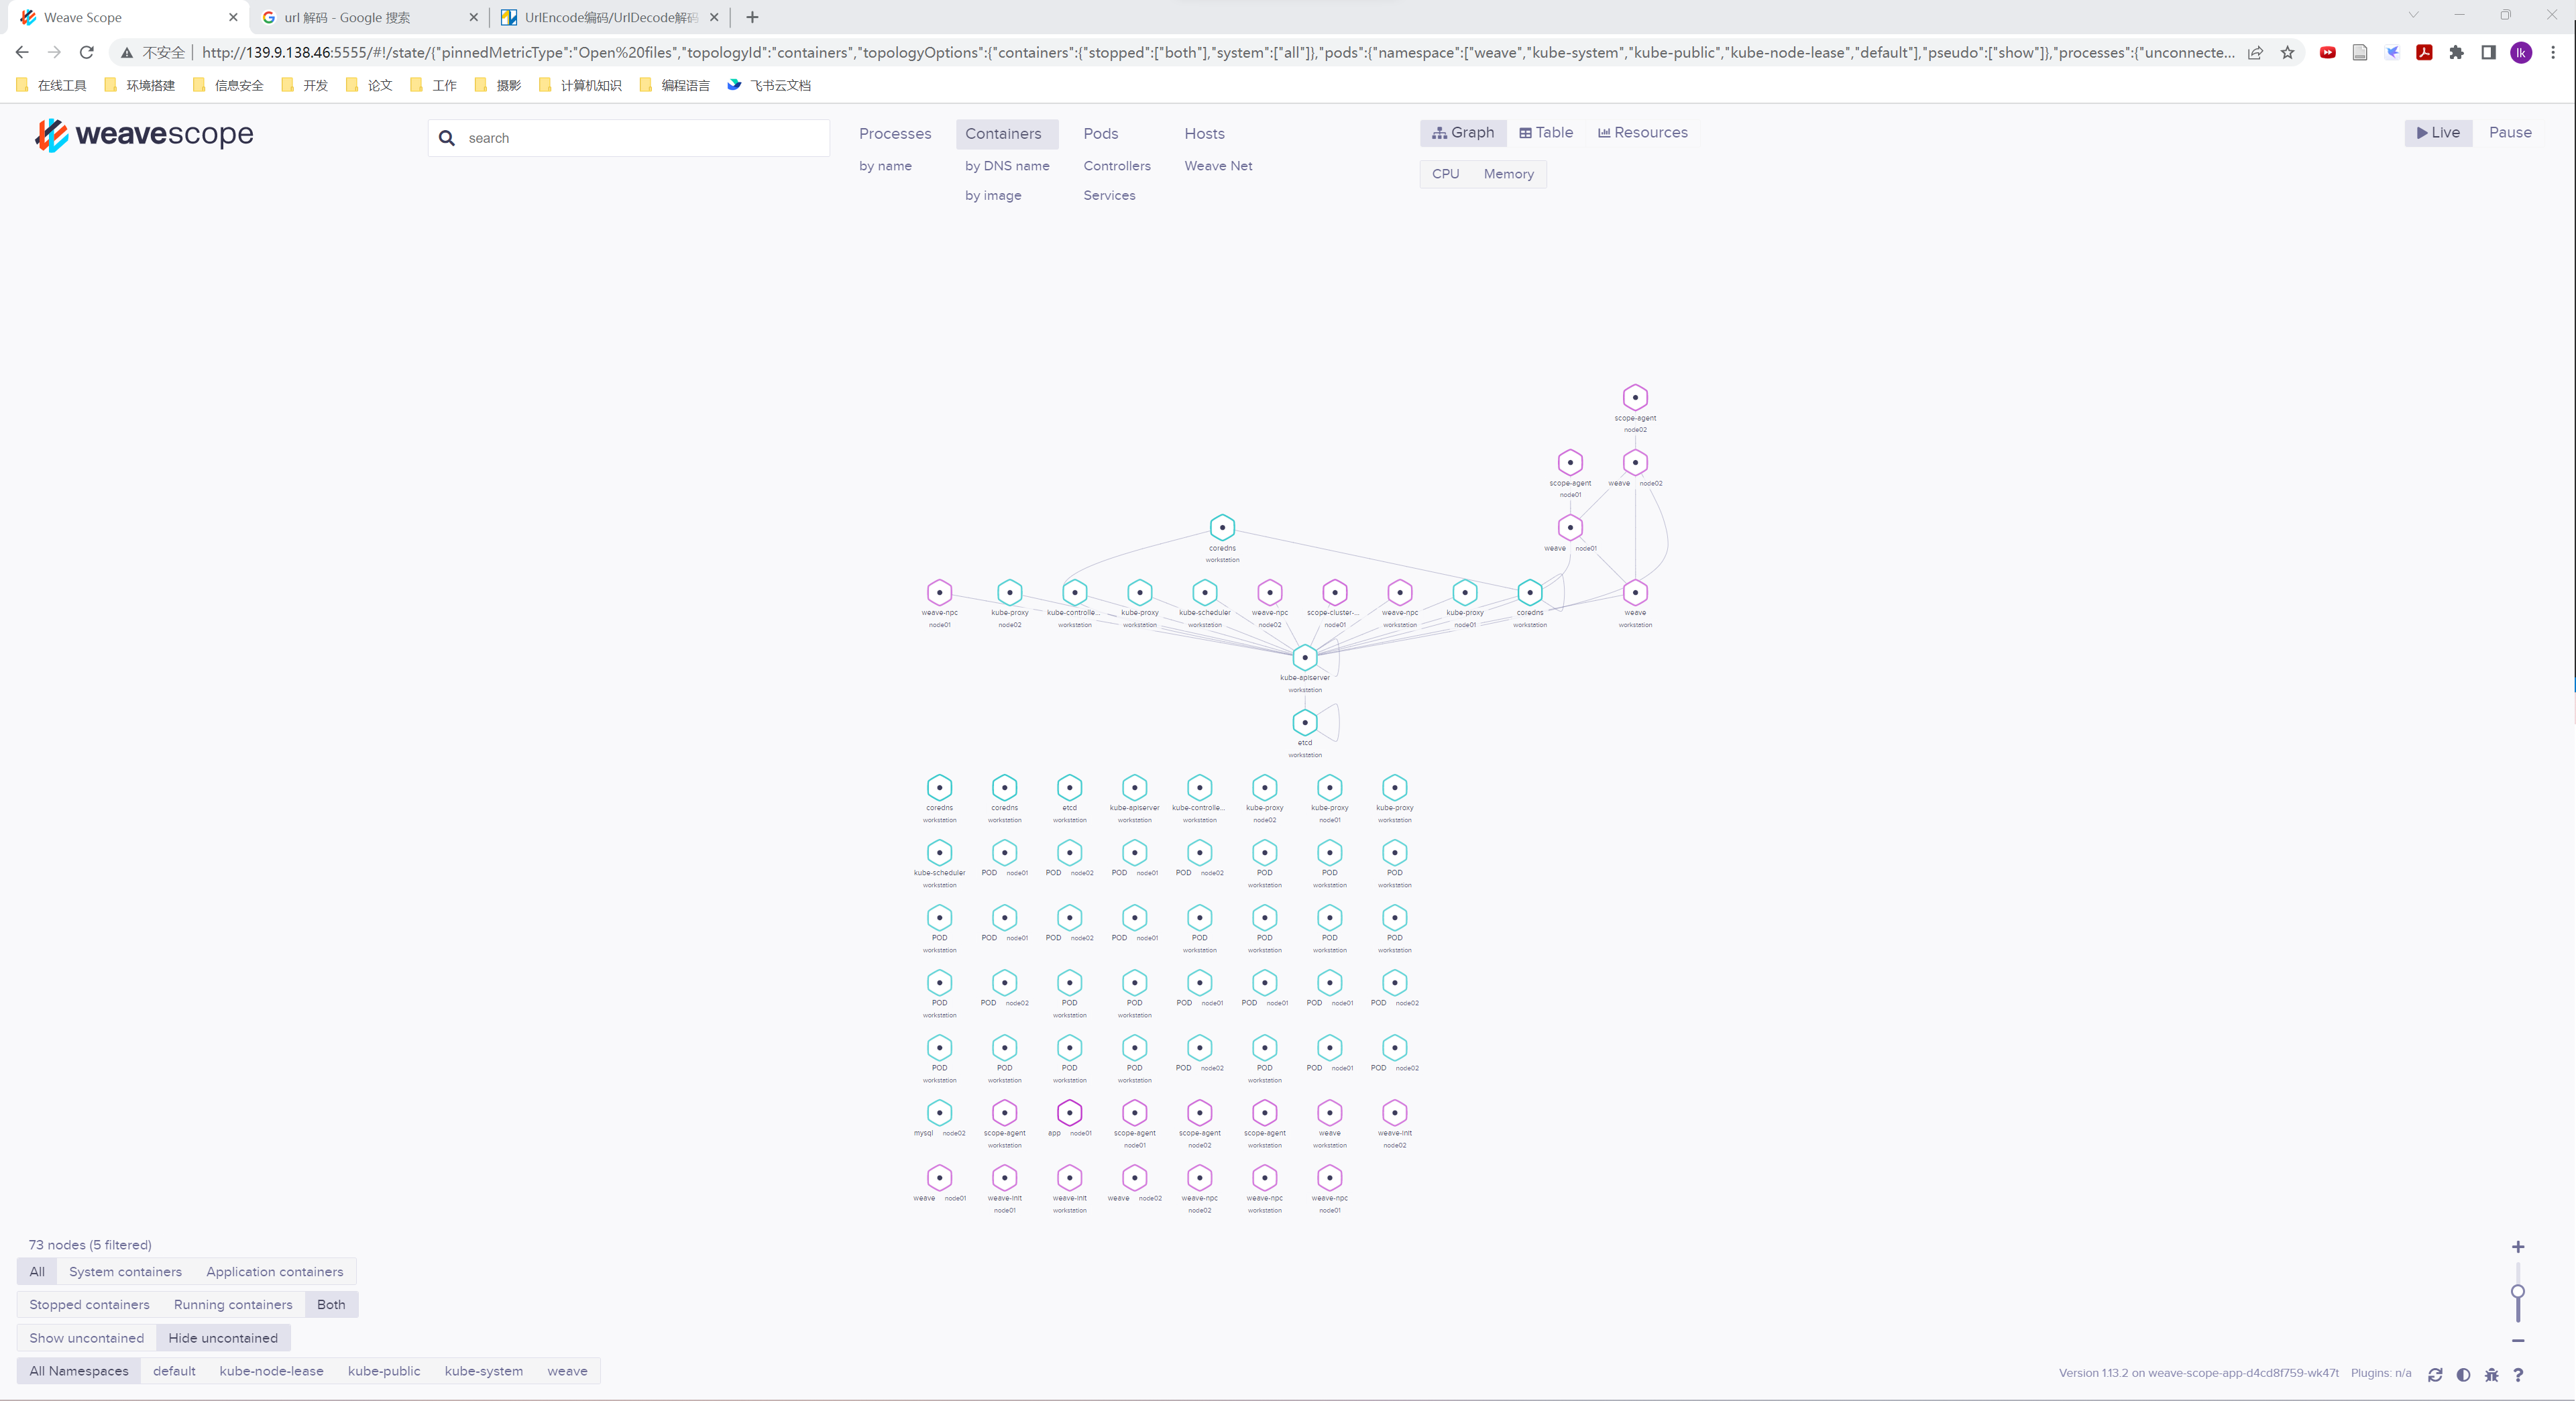 Weave Scope
url 解码 - Google 搜索
UrlEncode编码/UrlDecode解码
不安全
http://139.9.138.46:5555/#!/state/{"pinnedMetricType":"Open%20files","topologyId":"containers","topologyOptions":{"containers":{"stopped":["both"],"system":["all"]},"pods":{"namespace":["weave","kube-system","kube-public","kube-node-lease","default"],"pseudo":["show"]},"processes":{"unconnecte...
lk
在线工具 环境搭建 信息安全 开发 论文 工作 摄影 计算机知识 编程语言 飞书云文档
weavescope
search
Processes Containers Pods Hosts
by name by DNS name Controllers Weave Net
by image Services
Graph Table Resources
CPU Memory
Live Pause
scope-agent
node02
scope-agent
node01
weave node02
coredns
workstation
weave node01
weave-npc kube-proxy kube-controlle... kube-proxy kube-scheduler weave-npc scope-cluster-... weave-npc kube-proxy coredns weave
node01 node02 workstation workstation workstation node02 node01 workstation node01 workstation workstation
kube-apiserver
workstation
etcd
workstation
coredns coredns etcd kube-apiserver kube-controlle... kube-proxy kube-proxy kube-proxy
workstation workstation workstation workstation workstation node02 node01 workstation
kube-scheduler POD node01 POD node02 POD node01 POD node02 POD POD POD
workstation workstation workstation workstation
POD POD node01 POD node02 POD node01 POD POD POD POD
workstation workstation workstation workstation workstation
POD POD node02 POD POD POD node01 POD node01 POD node01 POD node02
workstation workstation workstation
POD POD POD POD POD node02 POD POD node01 POD node02
workstation workstation workstation workstation workstation
mysql node02 scope-agent app node01 scope-agent scope-agent scope-agent weave weave-init
workstation node01 node02 workstation workstation node02
weave node01 weave-init weave-init weave node02 weave-npc weave-npc weave-npc
node01 workstation node02 workstation node01
73 nodes (5 filtered)
All System containers Application containers
Stopped containers Running containers Both
Show uncontained Hide uncontained
All Namespaces default kube-node-lease kube-public kube-system weave
Version 1.13.2 on weave-scope-app-d4cd8f759-wk47t Plugins: n/a